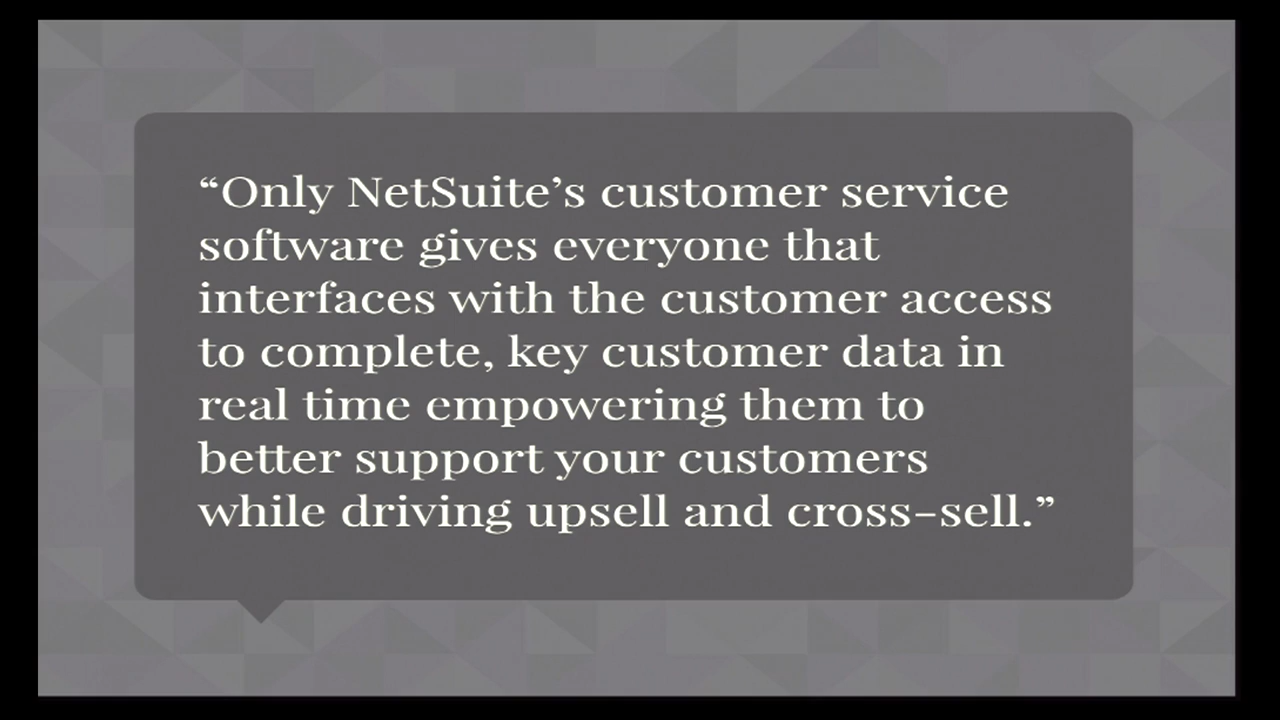 “Only NetSuite’s customer service
software gives everyone that
interfaces with the customer access
to complete, key customer data in
real time empowering them to
better support your customers
while driving upsell and cross-sell.”